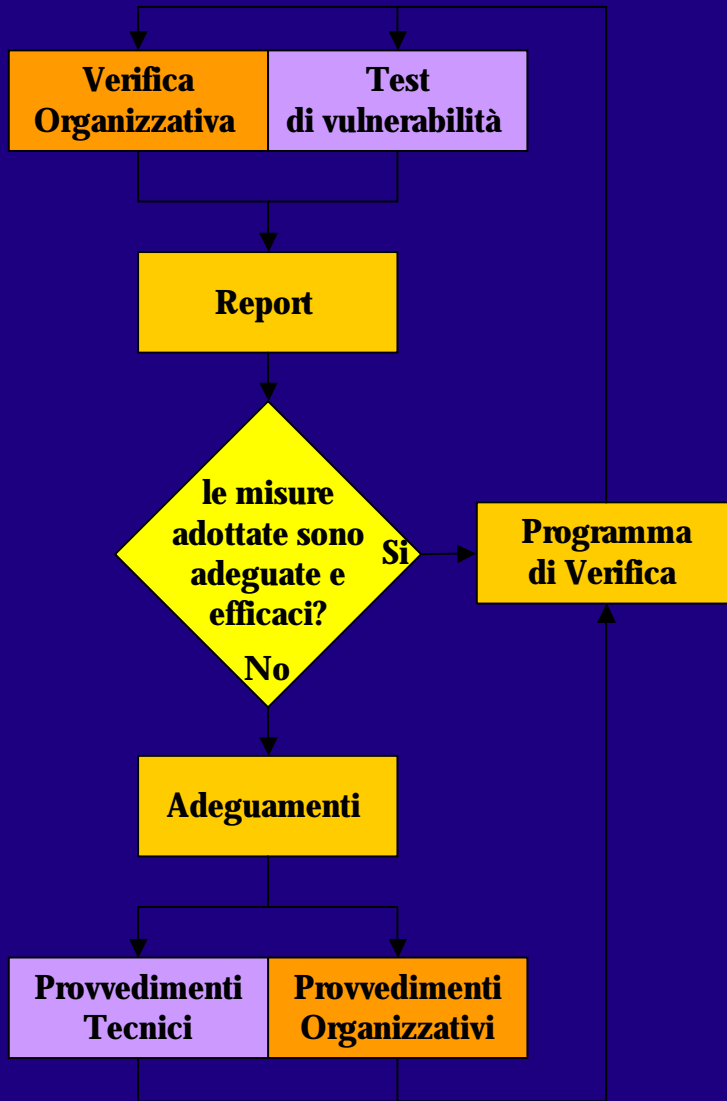 Verifica
Organizzativa
Test
di vulnerabilità
Report
le misure
adottate sono
adeguate e
efficaci?
Si
No
Programma
di Verifica
Adeguamenti
Provvedimenti
Tecnici
Provvedimenti
Organizzativi